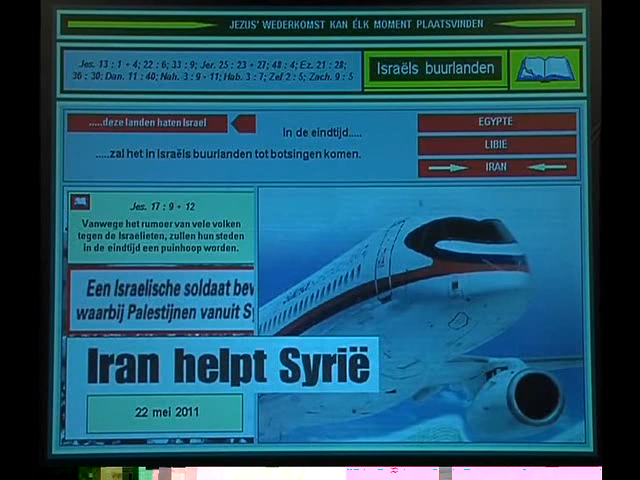 JEZUS' WEDERKOMST KAN ÉLK MOMENT PLAATSVINDEN
Jes. 13 : 1 + 4; 22 : 6; 33 : 9; Jer. 25 : 23 + 27; 48 : 4; Ez. 21 : 28;
36 : 30; Dan. 11 : 40; Nah. 3 : 9 - 11; Hab. 3 : 7; Zef 2 : 5; Zach. 9 : 5
Israëls buurlanden
.....deze landen haten Israel
In de eindtijd.....
.....zal het in Israëls buurlanden tot botsingen komen.
EGYPTE
LIBIË
IRAN
Jes. 17 : 9 + 12
Vanwege het rumoer van vele volken
tegen de Israëlieten, zullen hun steden
in de eindtijd een puinhoop worden.
Een Israelische soldaat bev
waarbij Palestijnen vanuit S
Iran helpt Syrië
22 mei 2011